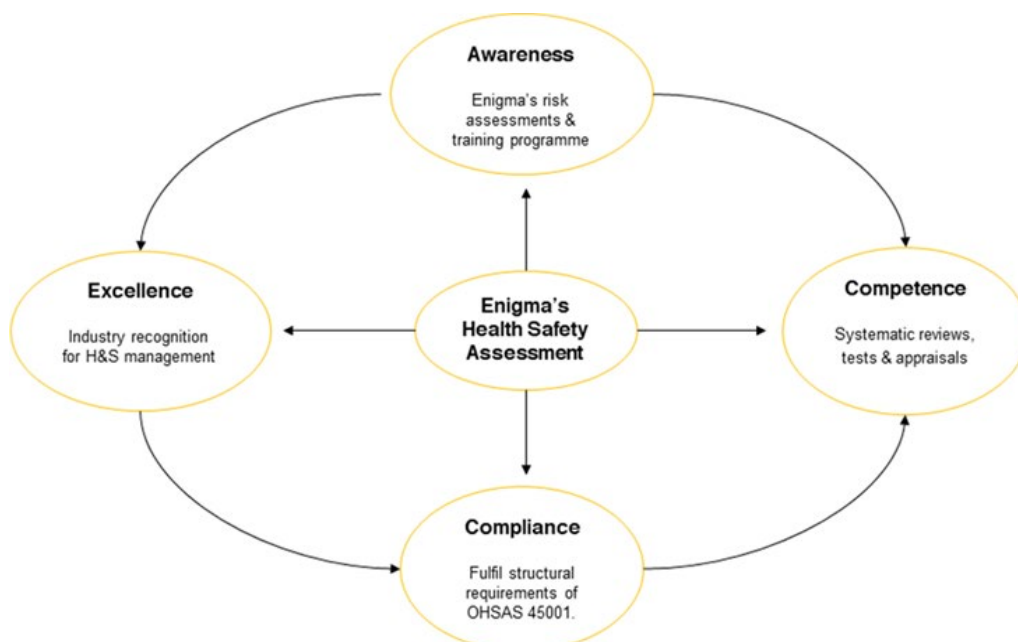 Awareness
Enigma's risk
assessments &
training programme
Excellence
Industry recognition
for H&S management
Enigma's
Health Safety
Assessment
Competence
Systematic reviews,
tests & appraisals
Compliance
Fulfil structural
requirements of
OHSAS 45001.